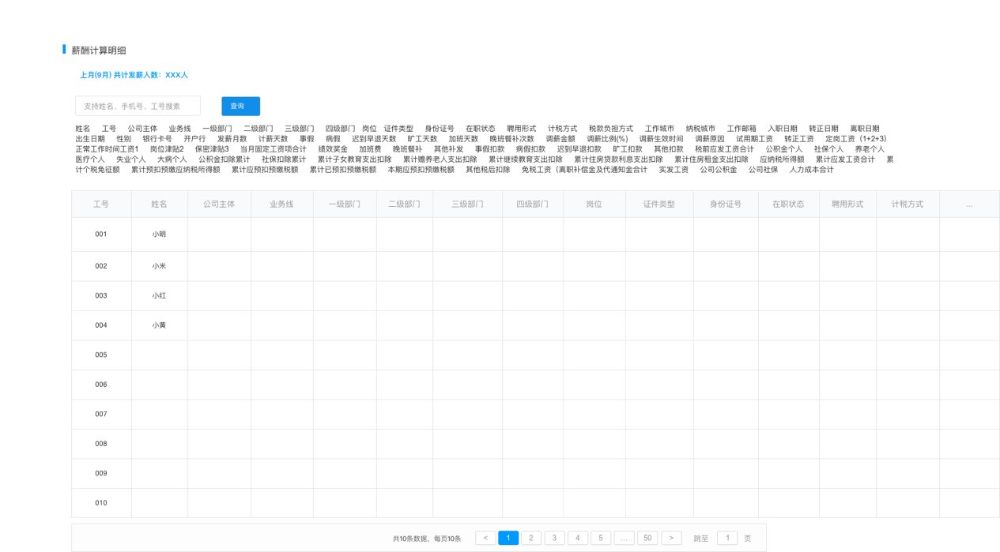 薪酬计算明细
上月(9月) 共计发薪人数：XXX人
支持姓名、手机号、工号搜素 查询
姓名 工号 公司主体 业务线 一级部门 二级部门 三级部门 四级部门 岗位 证件类型 身份证号 在职状态 聘用形式 计税方式 税款负担方式 工作城市 纳税城市 工作邮箱 入职日期 转正日期 离职日期
出生日期 性别 银行卡号 开户行 发薪月数 计薪天数 事假 病假 迟到早退天数 旷工天数 加班天数 晚班餐补次数 调薪金额 调薪比例(%) 调薪生效时间 调薪原因 试用期工资 转正工资 定岗工资（1+2+3）
正常工作时间工资1 岗位津贴2 保密津贴3 当月固定工资项合计 绩效奖金 加班费 晚班餐补 其他补发 事假扣款 病假扣款 迟到早退扣款 旷工扣款 其他扣款 税前应发工资合计 公积金个人 社保个人 养老个人
医疗个人 失业个人 大病个人 公积金扣除累计 社保扣除累计 累计子女教育支出扣除 累计赡养老人支出扣除 累计继续教育支出扣除 累计住房贷款利息支出扣除 累计住房租金支出扣除 应纳税所得额 累计应发工资合计 累
计个税免征额 累计预扣预缴应纳税所得额 累计应扣预缴税额 累计已预扣预缴税额 本期应预扣预缴税额 其他税后扣除 免税工资（离职补偿金及代通知金合计 实发工资 公司公积金 公司社保 人力成本合计
工号 姓名 公司主体 业务线 一级部门 二级部门 三级部门 四级部门 岗位 证件类型 身份证号 在职状态 聘用形式 计税方式 ...
001 小明
002 小米
003 小红
004 小黄
005
006
007
008
009
010
共10条数据，每页10条 < 1 2 3 4 5 ... 50 > 跳至 1 页